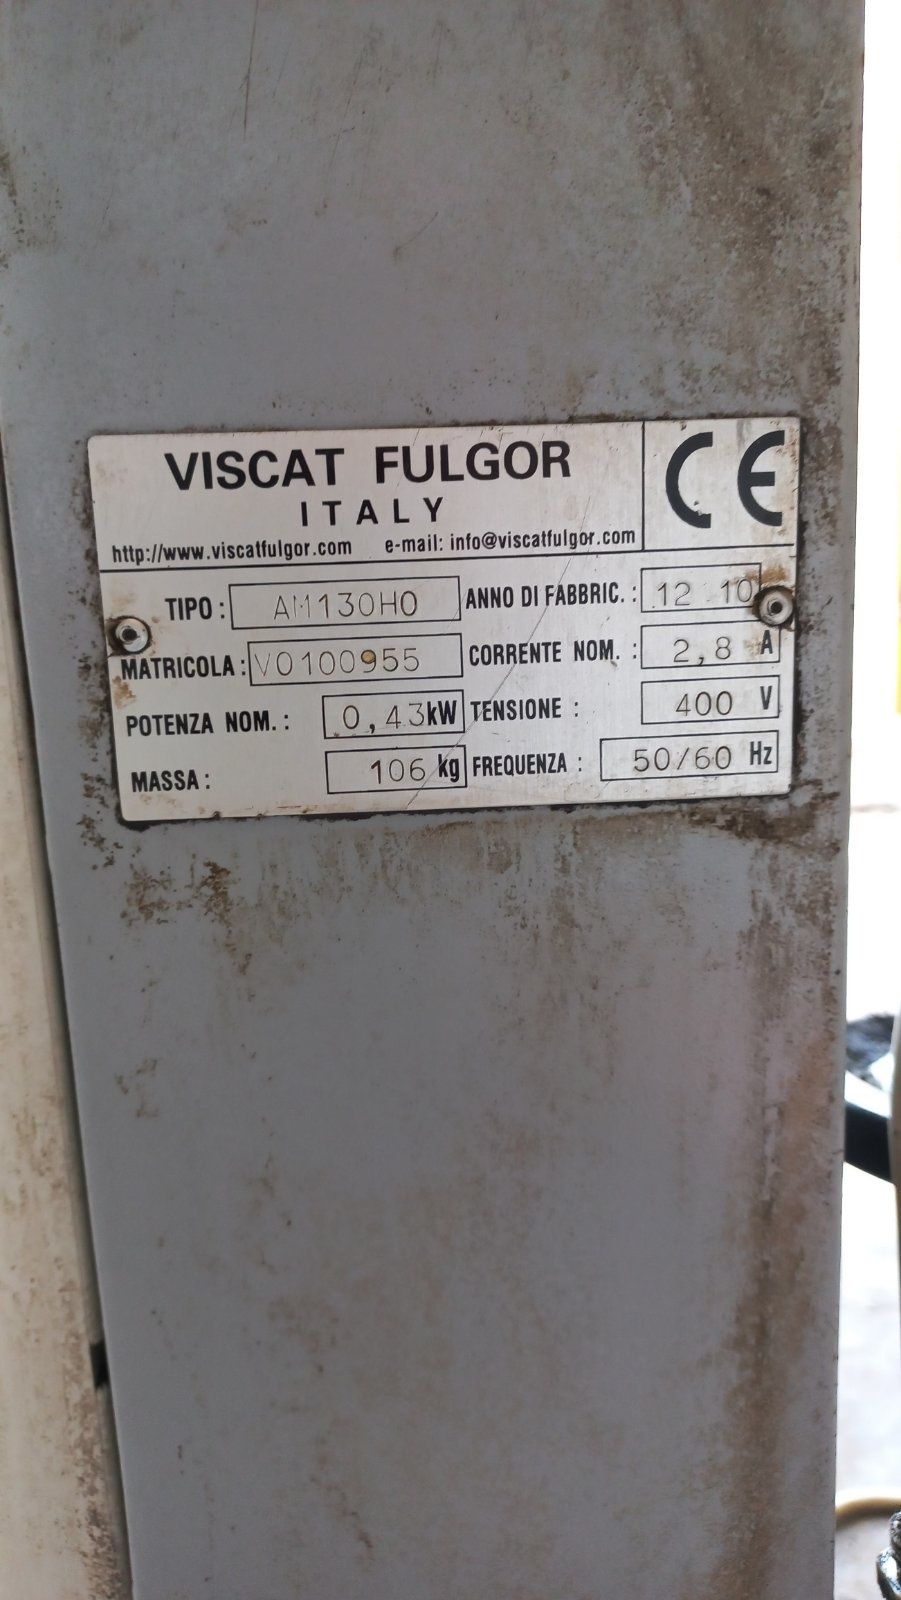 VISCAT FULGOR
ITALY
http://www.viscatfulgor.com e-mail: info@viscatfulgor.com
CE
TIPO: AM130H0 ANNO DI FABBRIC.: 12 10
MATRICOLA: V0100955 CORRENTE NOM.: 2,8 A
POTENZA NOM.: 0,43 kW TENSIONE: 400 V
MASSA: 106 kg FREQUENZA: 50/60 Hz